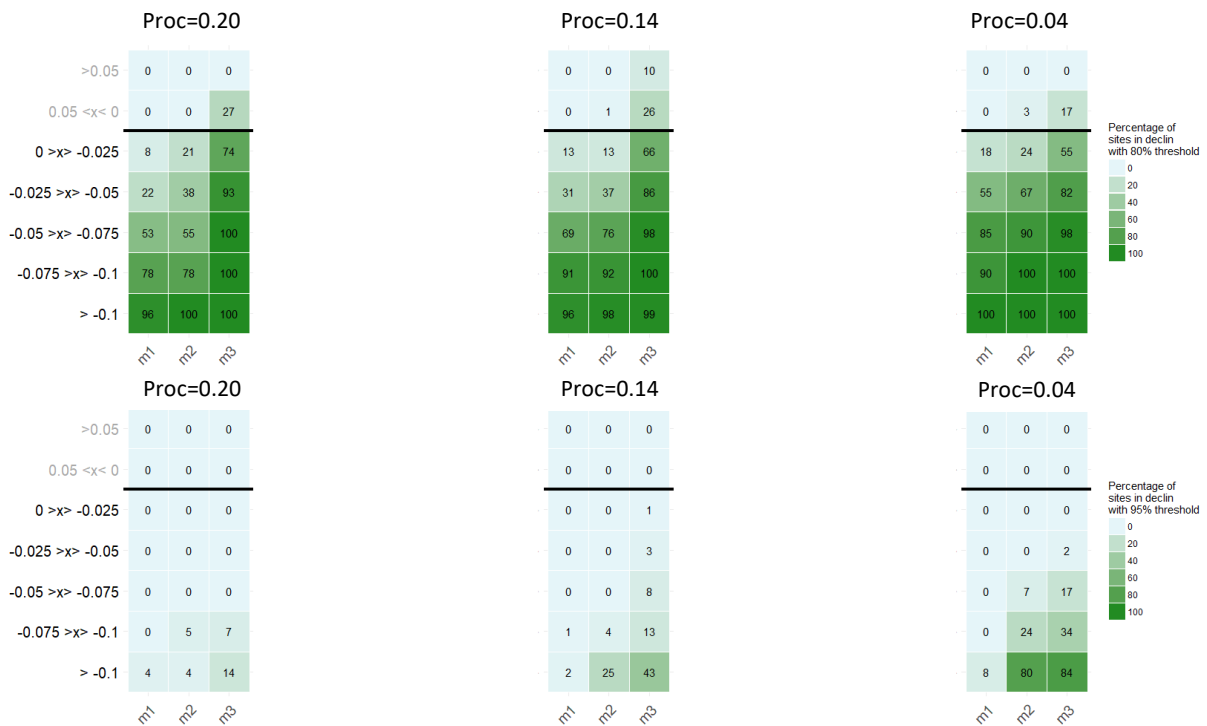 Proc=0.20 Proc=0.14 Proc=0.04
>0.05 0 0 0 0 0 10 0 0 0
0.05 <x< 0 0 0 27 0 1 26 0 3 17
0 >x> -0.025 8 21 74 13 13 66 18 24 55
-0.025 >x> -0.05 22 38 93 31 37 86 55 67 82
-0.05 >x> -0.075 53 55 100 69 76 98 85 90 98
-0.075 >x> -0.1 78 78 100 91 92 100 90 100 100
> -0.1 96 100 100 96 98 99 100 100 100
m1 m2 m3 m1 m2 m3 m1 m2 m3
Percentage of
sites in declin
with 80% threshold
0
20
40
60
80
100
Proc=0.20 Proc=0.14 Proc=0.04
>0.05 0 0 0 0 0 0 0 0 0
0.05 <x< 0 0 0 0 0 0 0 0 0 0
0 >x> -0.025 0 0 0 0 0 1 0 0 0
-0.025 >x> -0.05 0 0 0 0 0 3 0 0 2
-0.05 >x> -0.075 0 0 0 0 0 8 0 7 17
-0.075 >x> -0.1 0 5 7 1 4 13 0 24 34
> -0.1 4 4 14 2 25 43 8 80 84
m1 m2 m3 m1 m2 m3 m1 m2 m3
Percentage of
sites in declin
with 95% threshold
0
20
40
60
80
100